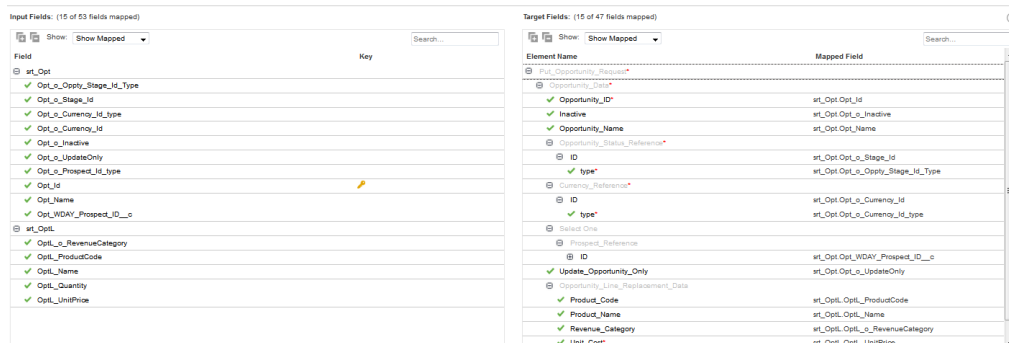 Input Fields: (15 of 53 fields mapped)
Show: Show Mapped
Search...
Field Key
srt_Opt
Opt_o_Oppty_Stage_Id_Type
Opt_o_Stage_Id
Opt_o_Currency_Id_type
Opt_o_Currency_Id
Opt_o_Inactive
Opt_o_UpdateOnly
Opt_o_Prospect_Id_type
Opt_Id
Opt_Name
Opt_WDAY_Prospect_ID__c
srt_OptL
OptL_o_RevenueCategory
OptL_ProductCode
OptL_Name
OptL_Quantity
OptL_UnitPrice
Target Fields: (15 of 47 fields mapped)
Show: Show Mapped
Search...
Element Name Mapped Field
Put_Opportunity_Request*
Opportunity_Data*
Opportunity_ID* srt_Opt.Opt_Id
Inactive srt_Opt.Opt_o_Inactive
Opportunity_Name srt_Opt.Opt_Name
Opportunity_Status_Reference*
ID srt_Opt.Opt_o_Stage_Id
type* srt_Opt.Opt_o_Oppty_Stage_Id_Type
Currency_Reference*
ID srt_Opt.Opt_o_Currency_Id
type* srt_Opt.Opt_o_Currency_Id_type
Select One
Prospect_Reference
ID srt_Opt.Opt_WDAY_Prospect_ID__c
Update_Opportunity_Only srt_Opt.Opt_o_UpdateOnly
Opportunity_Line_Replacement_Data
Product_Code srt_OptL.OptL_ProductCode
Product_Name srt_OptL.OptL_Name
Revenue_Category srt_OptL.OptL_o_RevenueCategory
Unit_Cost* srt_OptL.OptL_UnitPrice